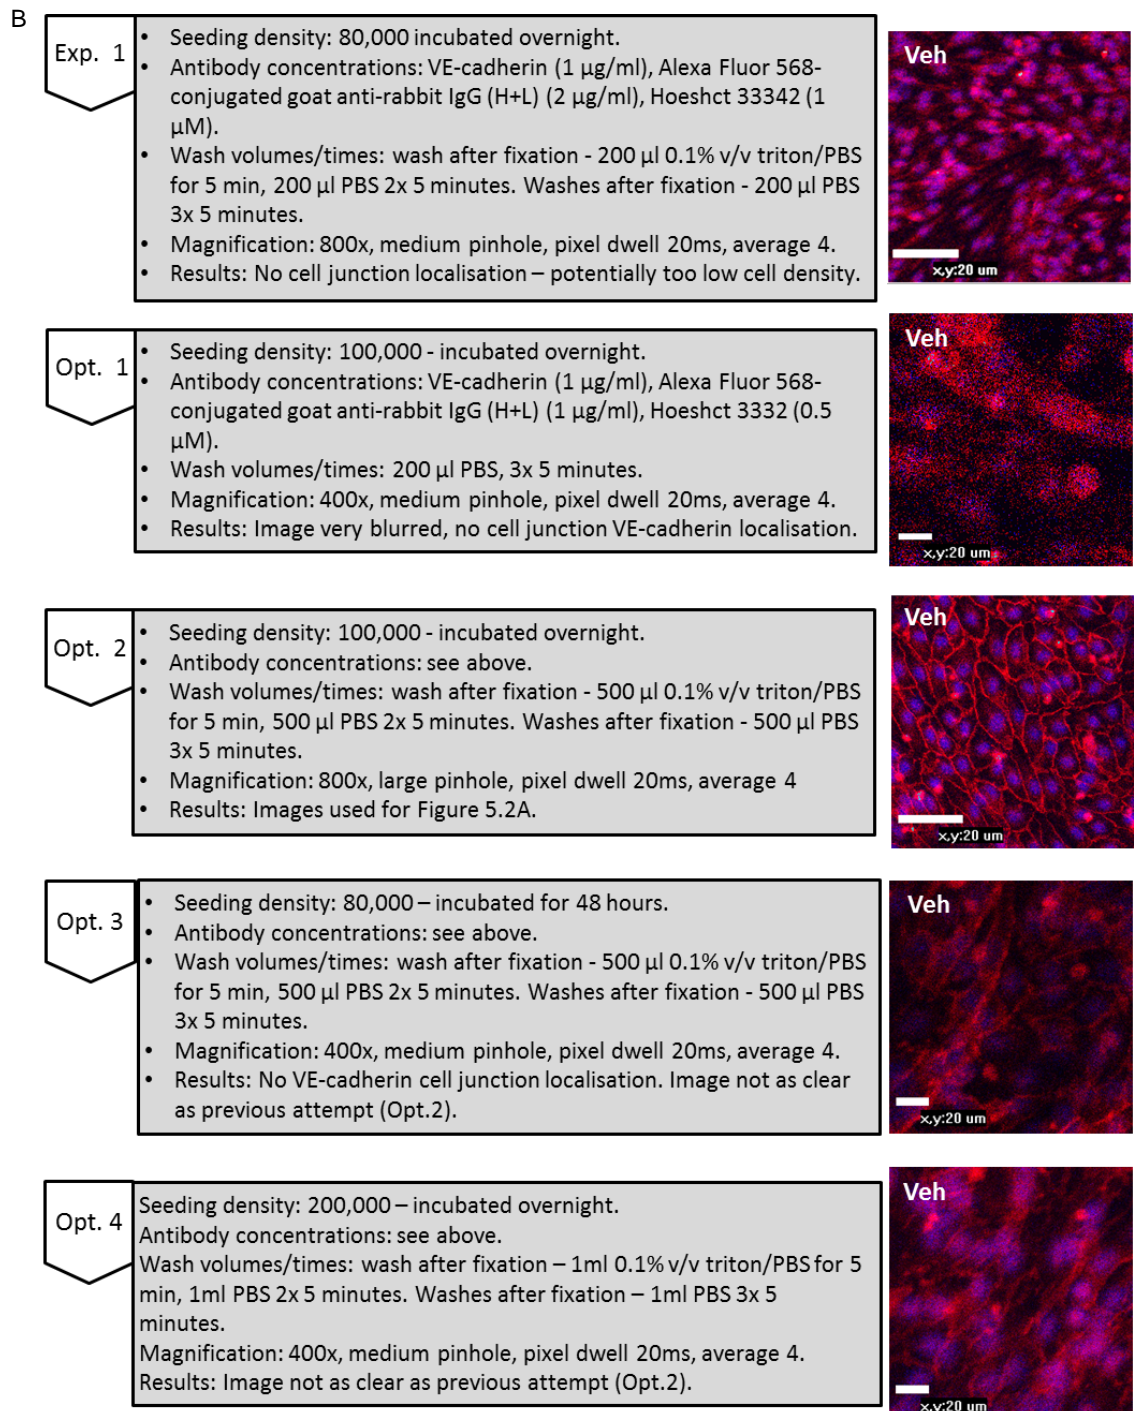 B
Exp. 1
• Seeding density: 80,000 incubated overnight.
• Antibody concentrations: VE-cadherin (1 µg/ml), Alexa Fluor 568-
conjugated goat anti-rabbit IgG (H+L) (2 µg/ml), Hoeshct 33342 (1
µM).
• Wash volumes/times: wash after fixation - 200 µl 0.1% v/v triton/PBS
for 5 min, 200 µl PBS 2x 5 minutes. Washes after fixation - 200 µl PBS
3x 5 minutes.
• Magnification: 800x, medium pinhole, pixel dwell 20ms, average 4.
• Results: No cell junction localisation – potentially too low cell density.
Veh
x,y:20 um
Opt. 1
• Seeding density: 100,000 - incubated overnight.
• Antibody concentrations: VE-cadherin (1 µg/ml), Alexa Fluor 568-
conjugated goat anti-rabbit IgG (H+L) (1 µg/ml), Hoeshct 3332 (0.5
µM).
• Wash volumes/times: 200 µl PBS, 3x 5 minutes.
• Magnification: 400x, medium pinhole, pixel dwell 20ms, average 4.
• Results: Image very blurred, no cell junction VE-cadherin localisation.
Veh
x,y:20 um
Opt. 2
• Seeding density: 100,000 - incubated overnight.
• Antibody concentrations: see above.
• Wash volumes/times: wash after fixation - 500 µl 0.1% v/v triton/PBS
for 5 min, 500 µl PBS 2x 5 minutes. Washes after fixation - 500 µl PBS
3x 5 minutes.
• Magnification: 800x, large pinhole, pixel dwell 20ms, average 4
• Results: Images used for Figure 5.2A.
Veh
x,y:20 um
Opt. 3
• Seeding density: 80,000 – incubated for 48 hours.
• Antibody concentrations: see above.
• Wash volumes/times: wash after fixation - 500 µl 0.1% v/v triton/PBS
for 5 min, 500 µl PBS 2x 5 minutes. Washes after fixation - 500 µl PBS
3x 5 minutes.
• Magnification: 400x, medium pinhole, pixel dwell 20ms, average 4.
• Results: No VE-cadherin cell junction localisation. Image not as clear
as previous attempt (Opt.2).
Veh
x,y:20 um
Opt. 4
Seeding density: 200,000 – incubated overnight.
Antibody concentrations: see above.
Wash volumes/times: wash after fixation – 1ml 0.1% v/v triton/PBS for 5
min, 1ml PBS 2x 5 minutes. Washes after fixation – 1ml PBS 3x 5
minutes.
Magnification: 400x, medium pinhole, pixel dwell 20ms, average 4.
Results: Image not as clear as previous attempt (Opt.2).
Veh
x,y:20 um